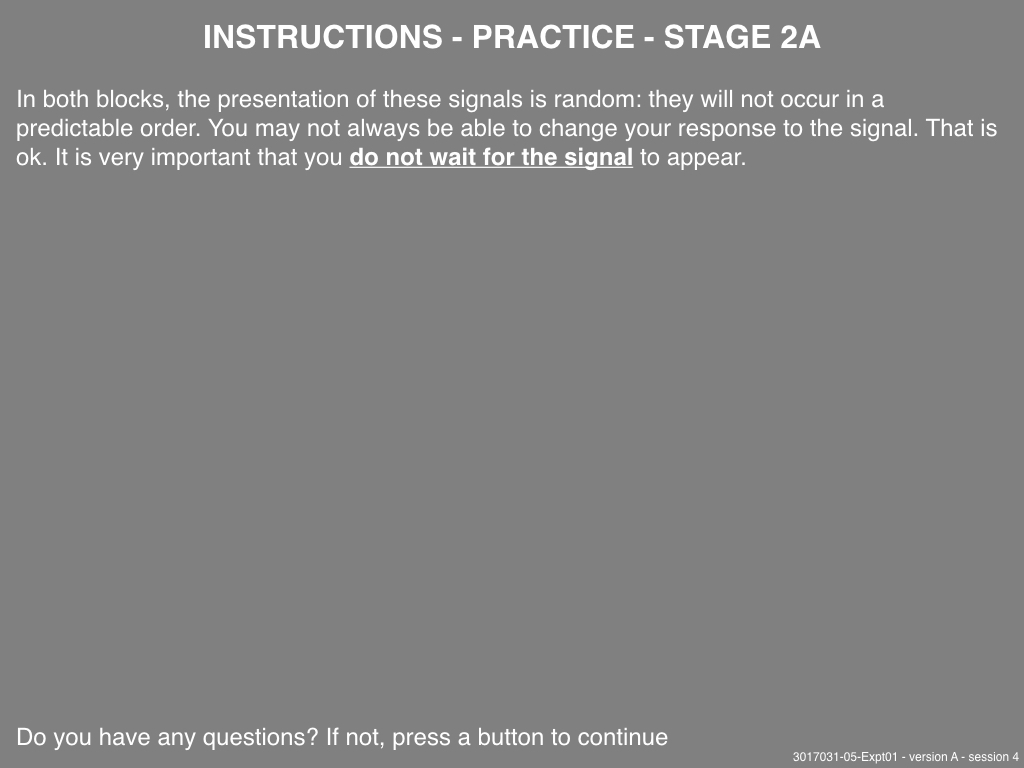 INSTRUCTIONS - PRACTICE - STAGE 2A
In both blocks, the presentation of these signals is random: they will not occur in a
predictable order. You may not always be able to change your response to the signal. That is
ok. It is very important that you do not wait for the signal to appear.
Do you have any questions? If not, press a button to continue
3017031-05-Expt01 - version A - session 4